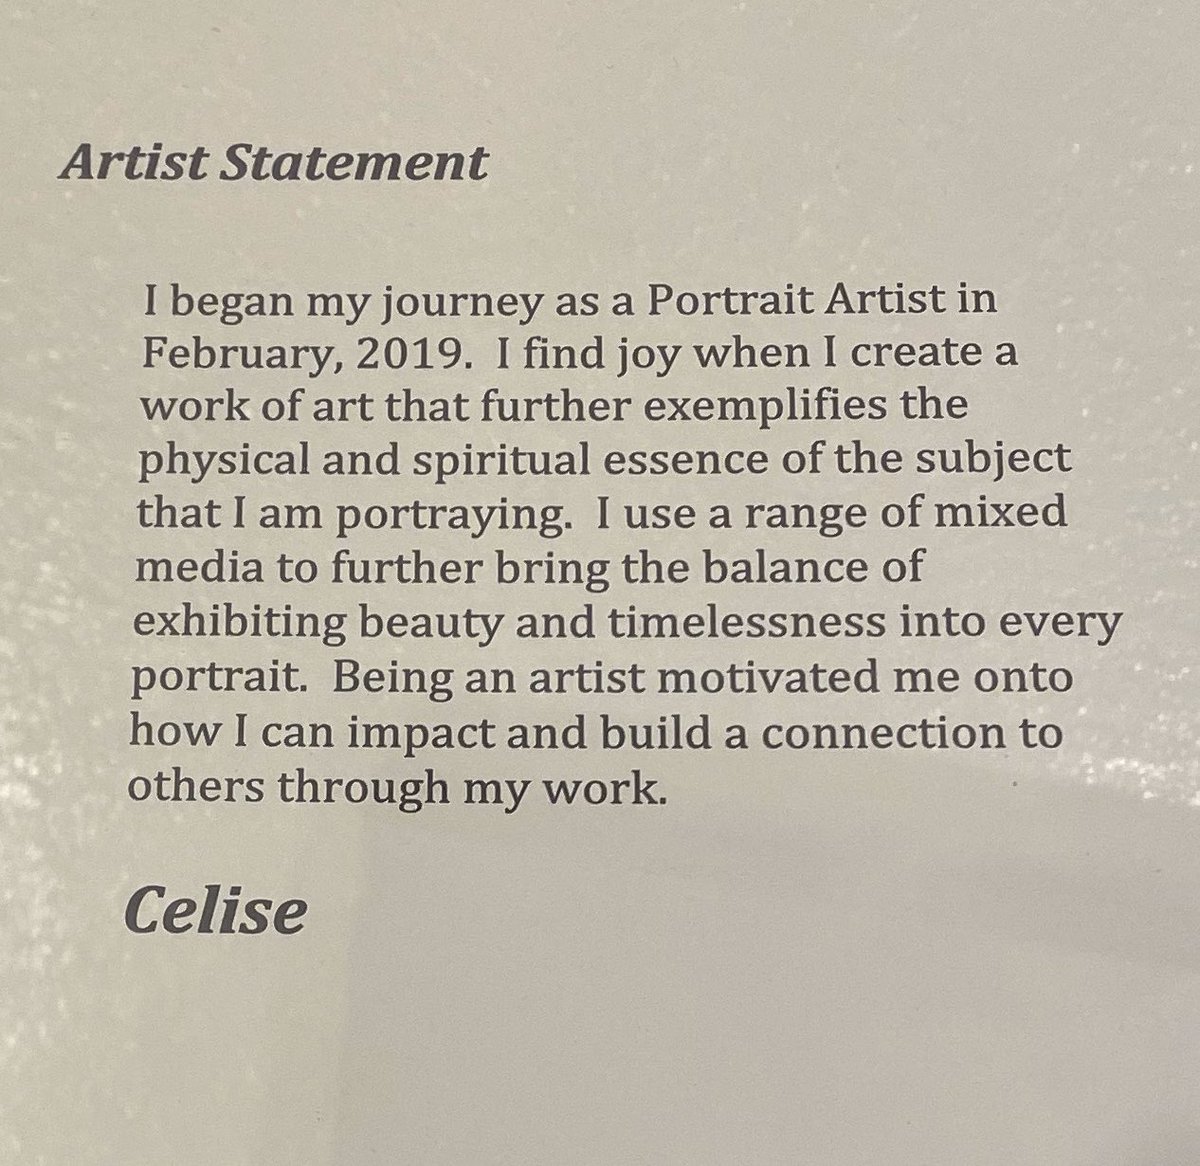 Artist Statement
I began my journey as a Portrait Artist in
February, 2019.  I find joy when I create a
work of art that further exemplifies the
physical and spiritual essence of the subject
that I am portraying.  I use a range of mixed
media to further bring the balance of
exhibiting beauty and timelessness into every
portrait.  Being an artist motivated me onto
how I can impact and build a connection to
others through my work.
Celise